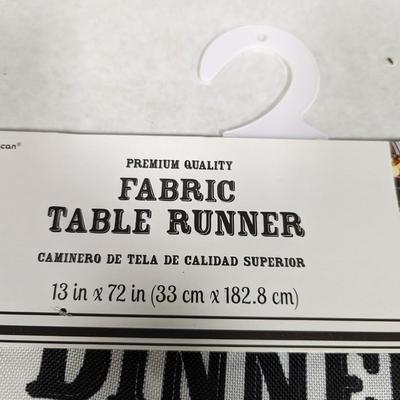 PREMIUM QUALITY
FABRIC
TABLE RUNNER
CAMINERO DE TELA DE CALIDAD SUPERIOR
13 in x 72 in (33 cm x 182.8 cm)